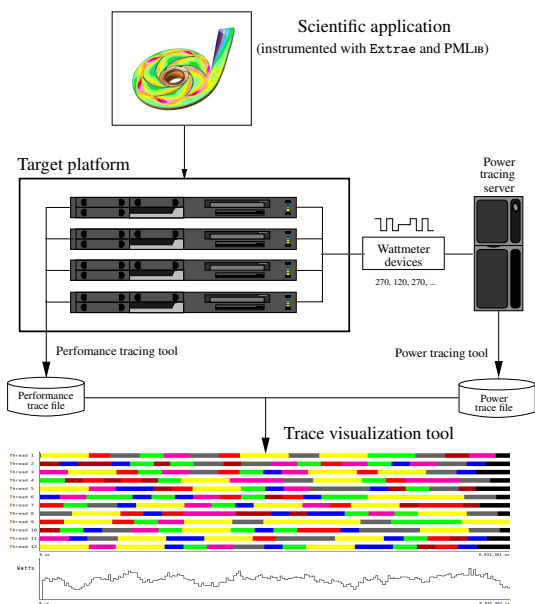 Scientific application
(instrumented with Extrae and PMLIB)
Target platform
Power
tracing
server
Wattmeter
devices
270, 120, 270, ...
Perfomance tracing tool
Power tracing tool
Performance
trace file
Power
trace file
Trace visualization tool
Thread 1
Thread 2
Thread 3
Thread 4
Thread 5
Thread 6
Thread 7
Thread 8
Thread 9
Thread 10
Thread 11
Thread 12
0 us
Watts